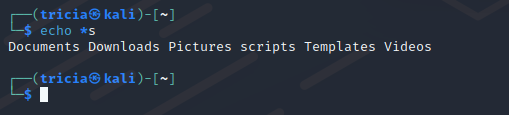 ┌──(tricia㉿kali)-[~]
└─$ echo *s
Documents Downloads Pictures scripts Templates Videos
┌──(tricia㉿kali)-[~]
└─$